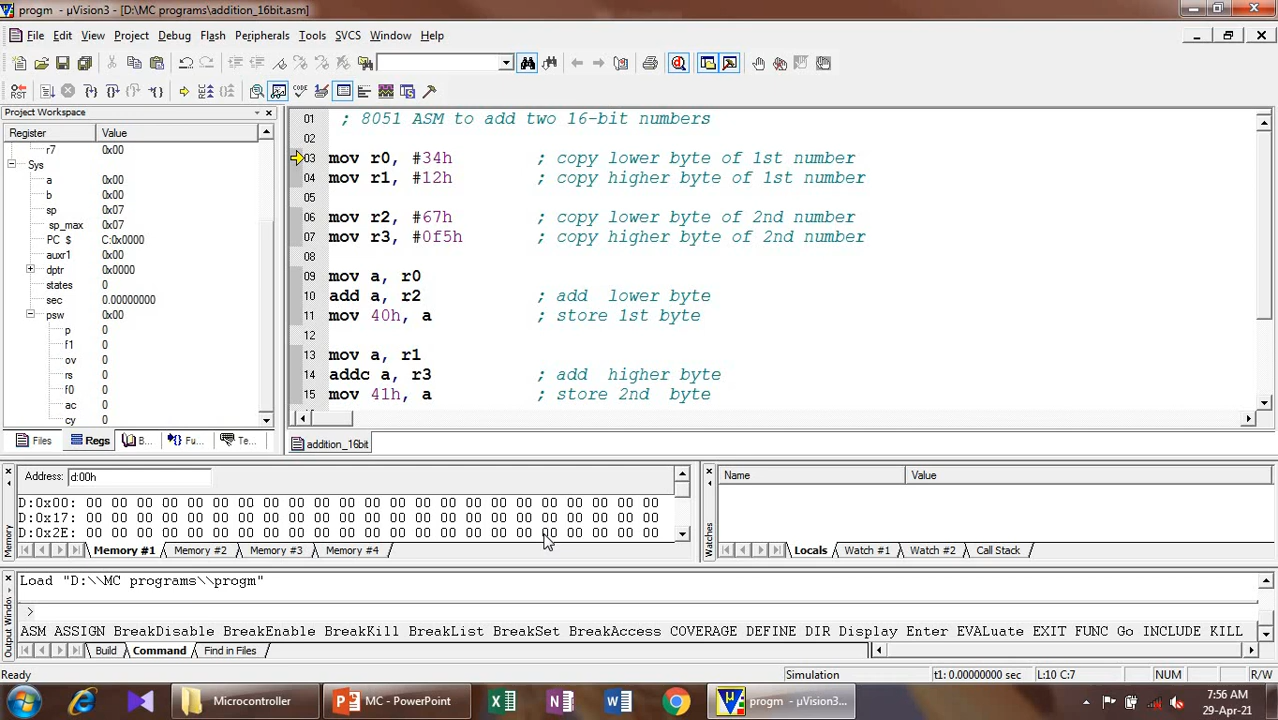 progm - µVision3 - [D:\MC programs\addition_16bit.asm]
File Edit View Project Debug Flash Peripherals Tools SVCS Window Help
RST
CODE
Project Workspace
Register Value
r7 0x00
Sys
a 0x00
b 0x00
sp 0x07
sp_max 0x07
PC $ C:0x0000
auxr1 0x00
dptr 0x0000
states 0
sec 0.00000000
psw 0x00
p 0
f1 0
ov 0
rs 0
f0 0
ac 0
cy 0
Files Regs B... Fu... Te...
01 ; 8051 ASM to add two 16-bit numbers
02
03 mov r0, #34h ; copy lower byte of 1st number
04 mov r1, #12h ; copy higher byte of 1st number
05
06 mov r2, #67h ; copy lower byte of 2nd number
07 mov r3, #0f5h ; copy higher byte of 2nd number
08
09 mov a, r0
10 add a, r2 ; add lower byte
11 mov 40h, a ; store 1st byte
12
13 mov a, r1
14 addc a, r3 ; add higher byte
15 mov 41h, a ; store 2nd byte
addition_16bit
Address: d:00h
D:0x00: 00 00 00 00 00 00 00 00 00 00 00 00 00 00 00 00 00 00 00 00 00 00 00
D:0x17: 00 00 00 00 00 00 00 00 00 00 00 00 00 00 00 00 00 00 00 00 00 00 00
D:0x2E: 00 00 00 00 00 00 00 00 00 00 00 00 00 00 00 00 00 00 00 00 00 00 00
Memory #1 Memory #2 Memory #3 Memory #4
Memory
Name Value
Locals Watch #1 Watch #2 Call Stack
Watches
Load "D:\\MC programs\\progm"
>
ASM ASSIGN BreakDisable BreakEnable BreakKill BreakList BreakSet BreakAccess COVERAGE DEFINE DIR Display Enter EVALuate EXIT FUNC Go INCLUDE KILL
Build Command Find in Files
Output Windo
Ready Simulation t1: 0.00000000 sec L:10 C:7 NUM R/W
Microcontroller MC - PowerPoint progm - µVision3...
7:56 AM
29-Apr-21